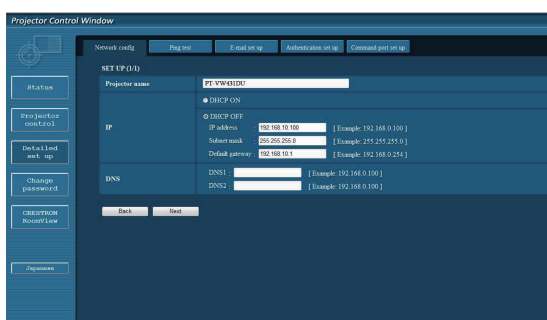 Projector Control Window
Network config
Ping test
E-mail set up
Authentication set up
Command port set up
Status
Projector control
Detailed set up
Change password
CRESTRON RoomView
Japanese
SET UP (1/1)
Projector name PT-VW431DU
IP
DHCP ON
DHCP OFF
IP address : 192.168.10.100 [ Example: 192.168.0.100 ]
Subnet mask : 255.255.255.0 [ Example: 255.255.255.0 ]
Default gateway : 192.168.10.1 [ Example: 192.168.0.254 ]
DNS
DNS1 : [ Example: 192.168.0.100 ]
DNS2 : [ Example: 192.168.0.100 ]
Back Next